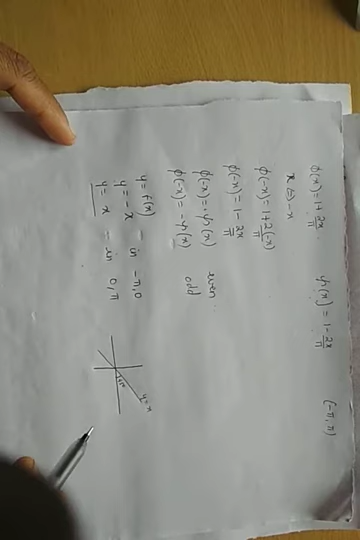 φ(x) = 1 + 2x/π    ψ(x) = 1 - 2x/π    (-π, π)
x ⇔ -x
φ(-x) = 1 + 2(-x)/π
φ(-x) = 1 - 2x/π
φ(-x) = ψ(x)    even
φ(-x) = -ψ(x)    odd
y = f(x)
y = -x  -  in  -π, 0
y = x  -  in  0, π
y = x